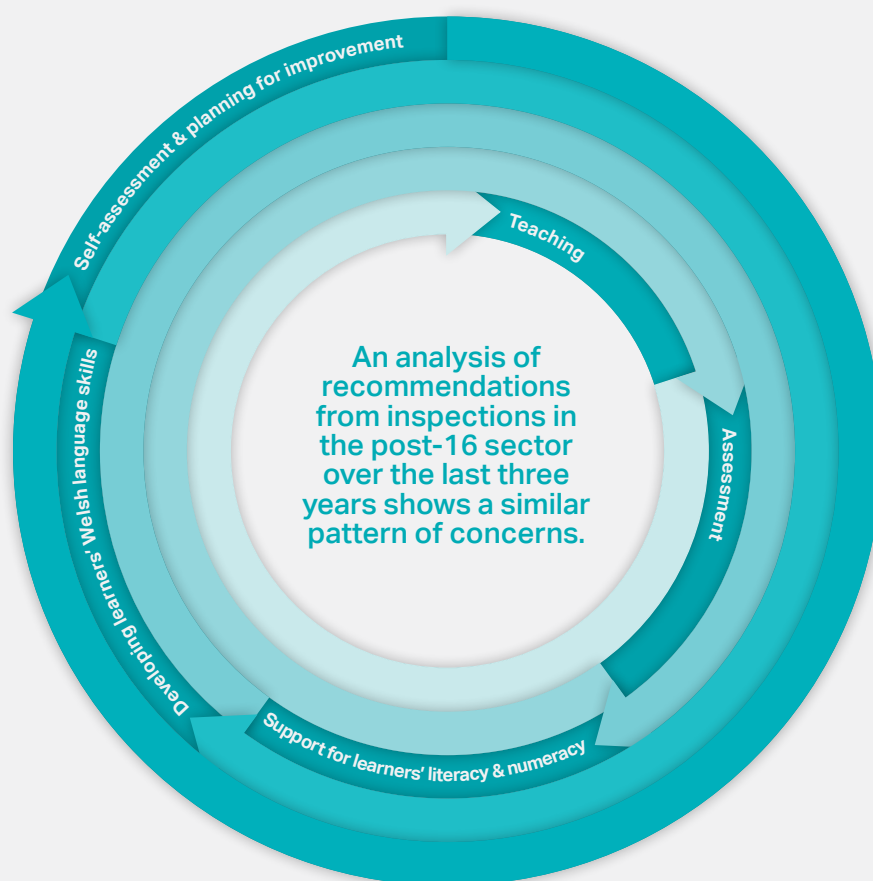 Self-assessment & planning for improvement
Teaching
An analysis of
recommendations
from inspections in
the post-16 sector
over the last three
years shows a similar
pattern of concerns.
Assessment
Developing learners' Welsh language skills
Support for learners' literacy & numeracy